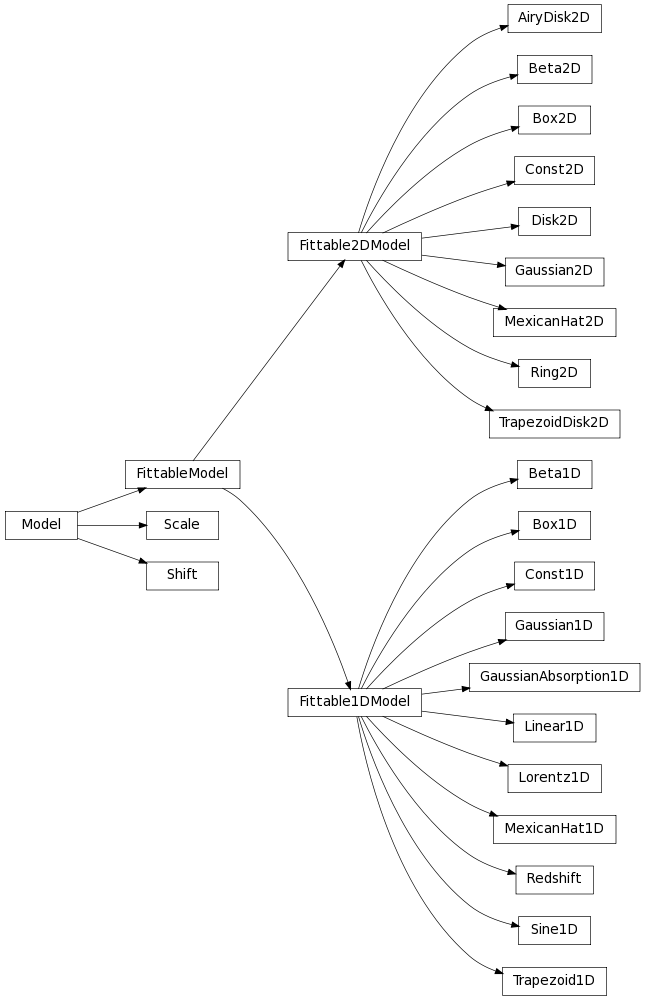 AiryDisk2D
Beta2D
Box2D
Const2D
Disk2D
Fittable2DModel
Gaussian2D
MexicanHat2D
Ring2D
TrapezoidDisk2D
FittableModel
Beta1D
Model
Scale
Box1D
Shift
Const1D
Gaussian1D
GaussianAbsorption1D
Fittable1DModel
Linear1D
Lorentz1D
MexicanHat1D
Redshift
Sine1D
Trapezoid1D